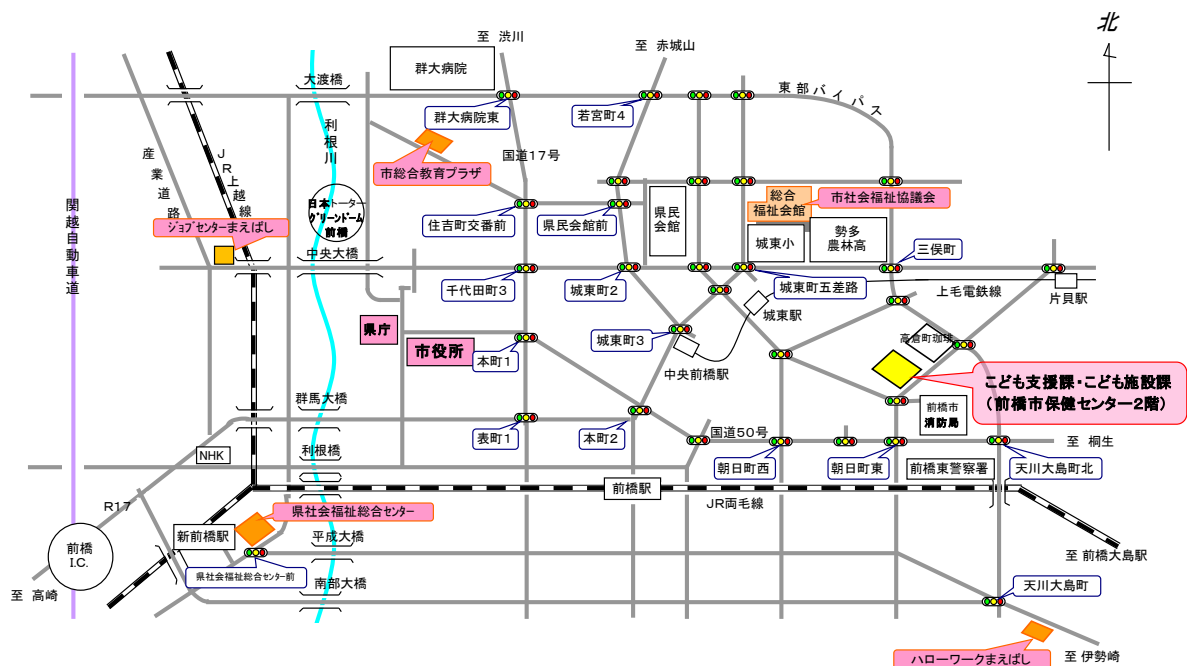 北
至 渋川
至 赤城山
群大病院
大渡橋
東部バイパス
群大病院東
若宮町4
利根川
国道17号
産業道路
JR上越線
市総合教育プラザ
関越自動車道
日本トーター
グリーンドーム
前橋
総合
福祉会館
市社会福祉協議会
県民
会館
住吉町交番前
県民会館前
城東小
勢多
農林高
ジョブセンターまえばし
三俣町
中央大橋
千代田町3
城東町2
城東町五差路
上毛電鉄線
片貝駅
城東駅
県庁
市役所
本町1
城東町3
高倉町珈琲
中央前橋駅
こども支援課・こども施設課
(前橋市保健センター2階)
群馬大橋
前橋市
消防局
表町1
本町2
国道50号
至 桐生
NHK
利根橋
朝日町西
朝日町東
前橋東警察署
天川大島町北
前橋駅
JR両毛線
R17
県社会福祉総合センター
新前橋駅
平成大橋
前橋
I.C.
至 前橋大島駅
県社会福祉総合センター前
南部大橋
天川大島町
至 高崎
ハローワークまえばし
至 伊勢崎